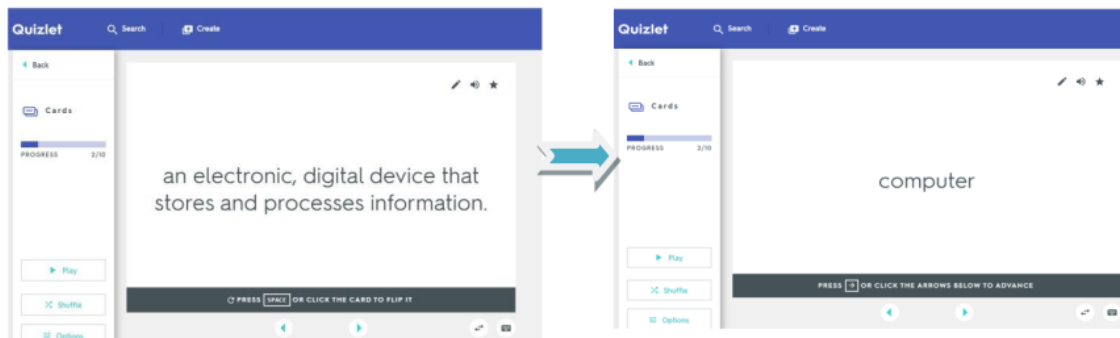 Quizlet Search Create
Back
Cards
PROGRESS 2/10
an electronic, digital device that
stores and processes information.
Play
PRESS SPACE OR CLICK THE CARD TO FLIP IT
Shuffle
Options
Quizlet Search Create
Back
Cards
PROGRESS 2/10
computer
Play
PRESS → OR CLICK THE ARROWS BELOW TO ADVANCE
Shuffle
Options